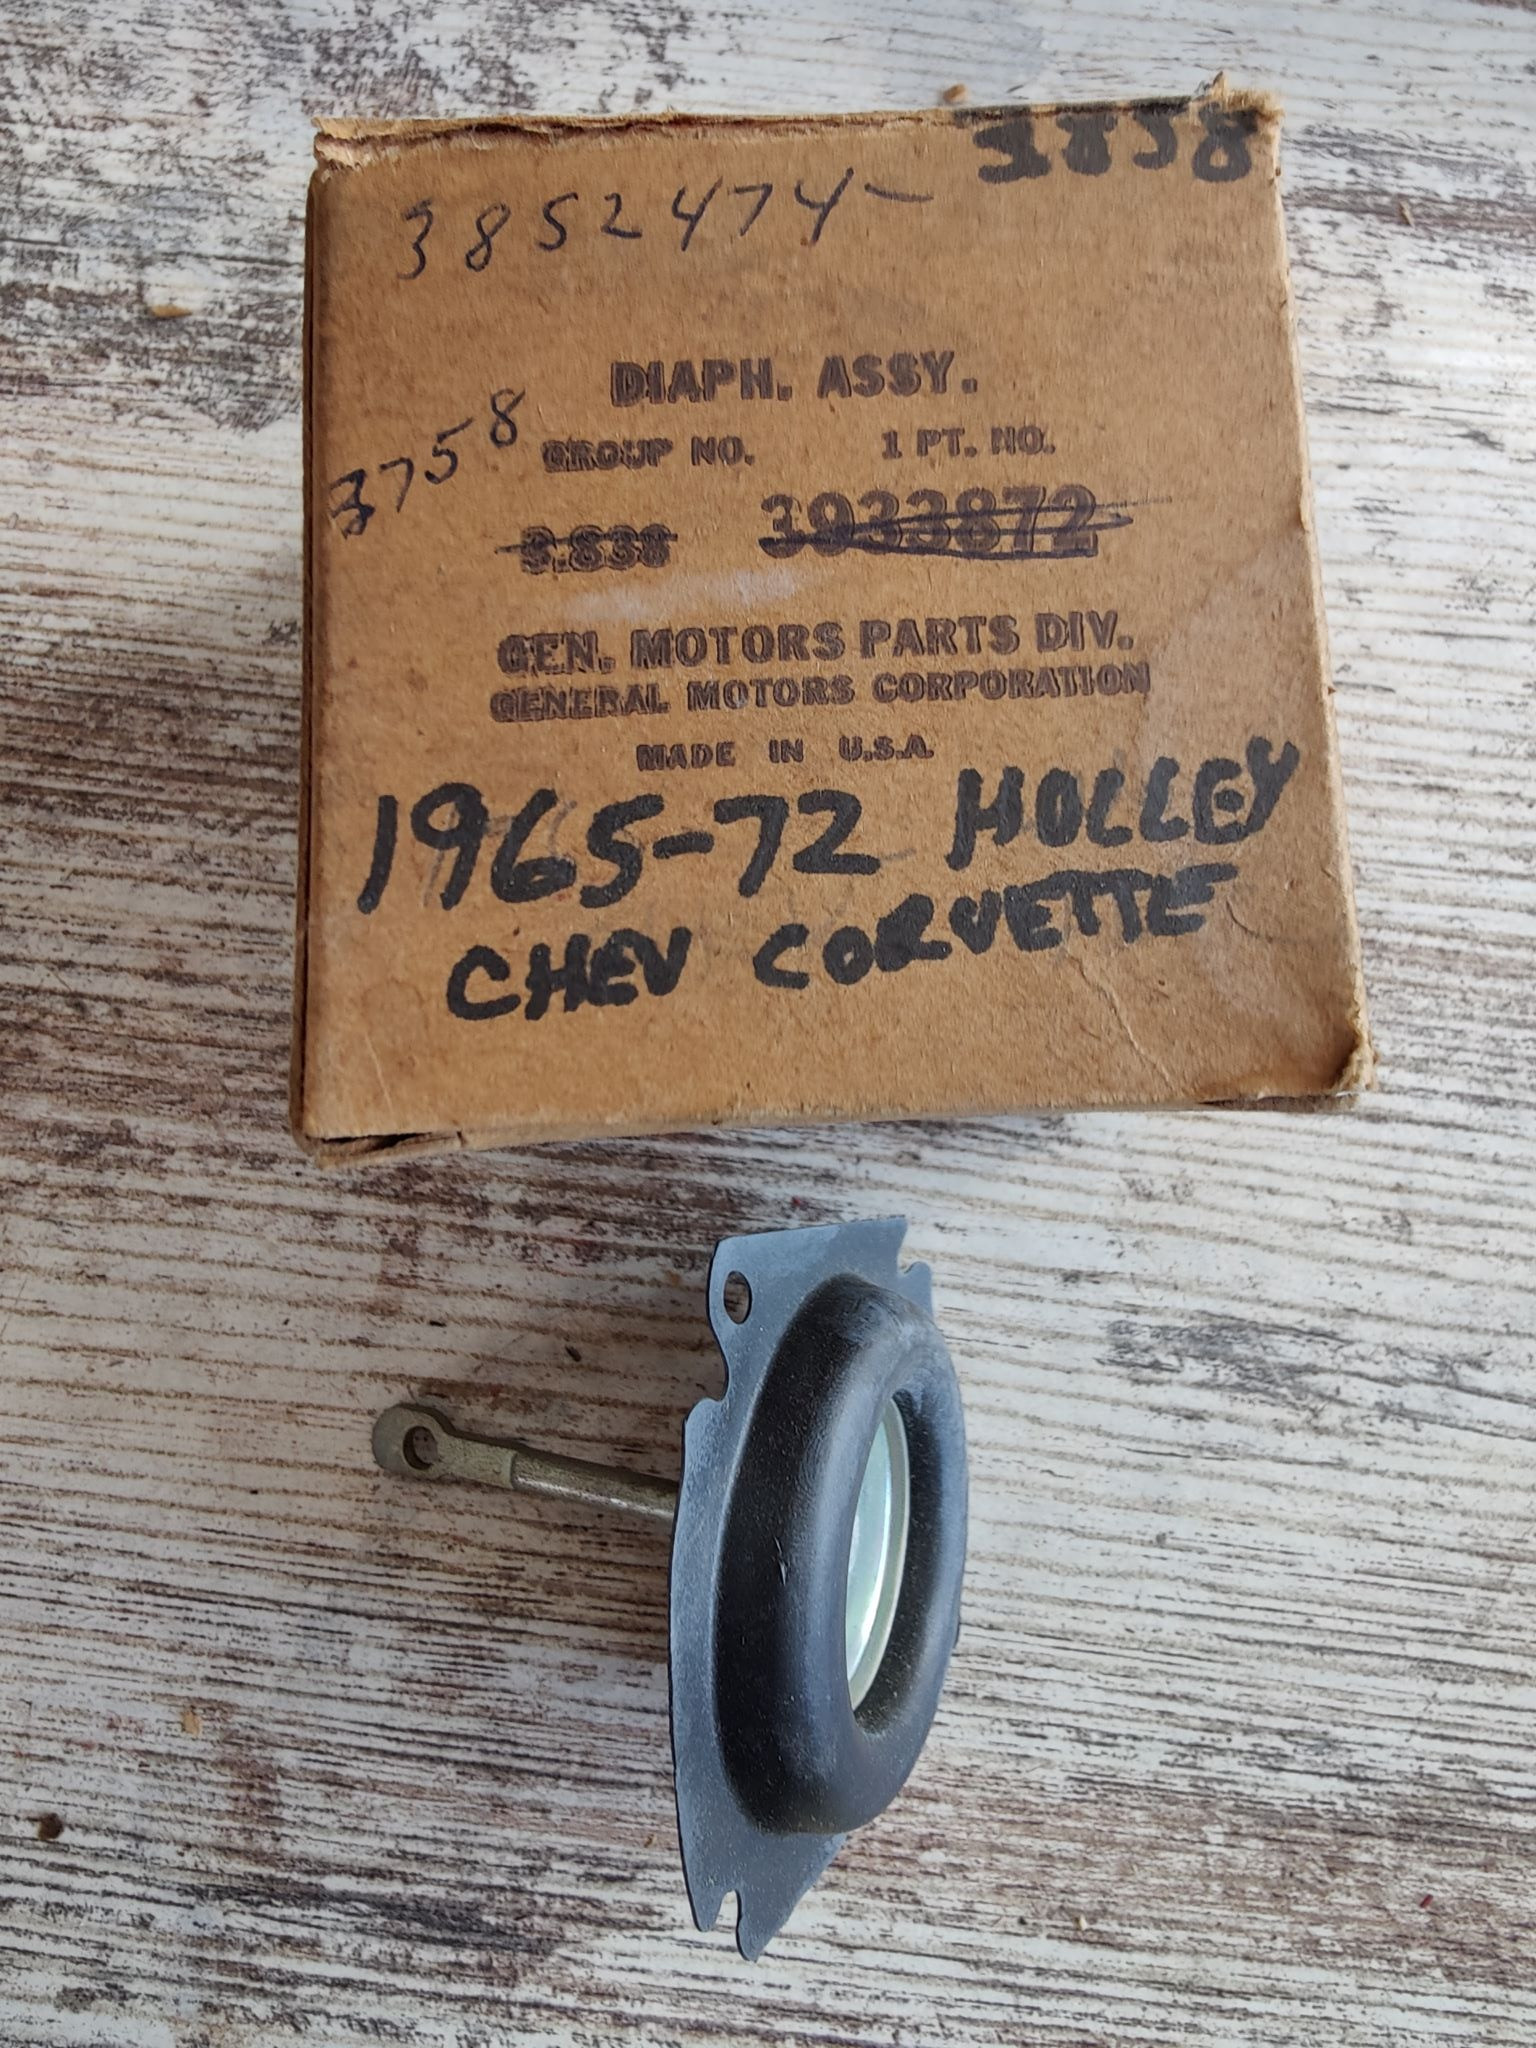 3858
3852474-
DIAPH. ASSY.
3758
GROUP NO. 1 PT. NO.
3.838 3933872
GEN. MOTORS PARTS DIV.
GENERAL MOTORS CORPORATION
MADE IN U.S.A.
1965-72 HOLLEY
CHEV CORVETTE